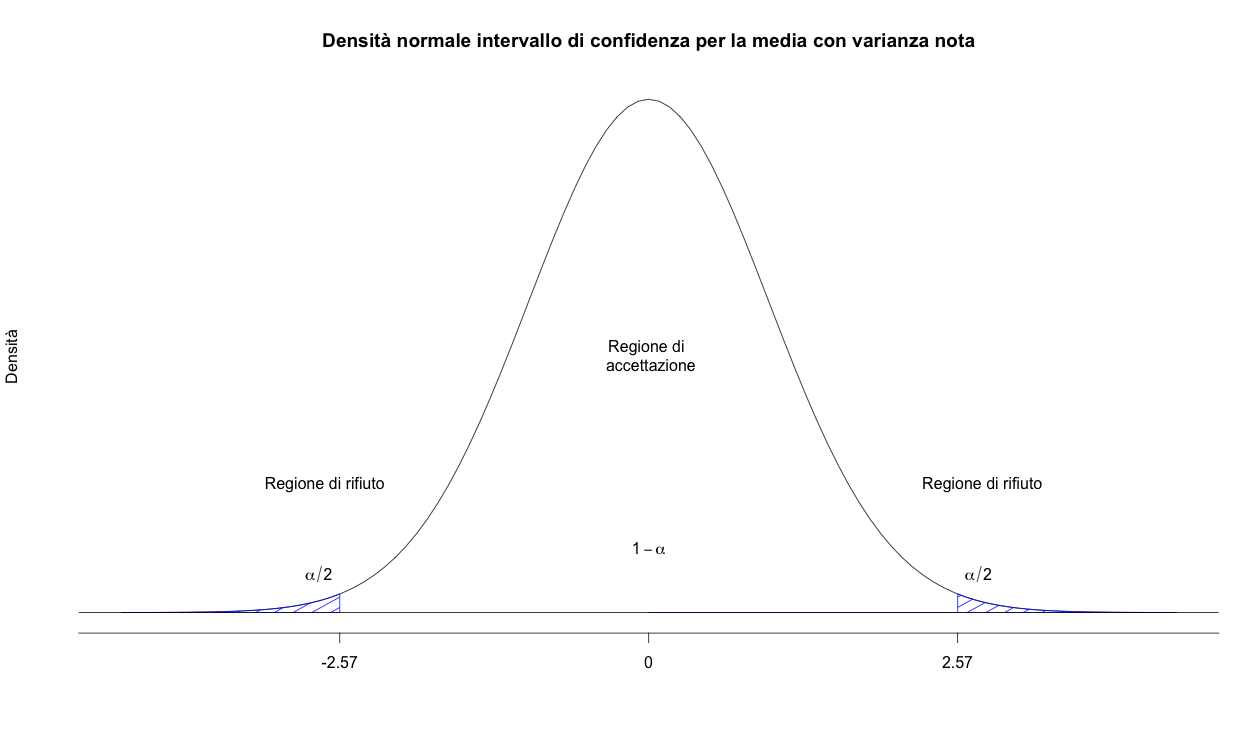 Densità normale intervallo di confidenza per la media con varianza nota
Densità
Regione di
accettazione
Regione di rifiuto
Regione di rifiuto
1 − α
α/2
α/2
-2.57
0
2.57